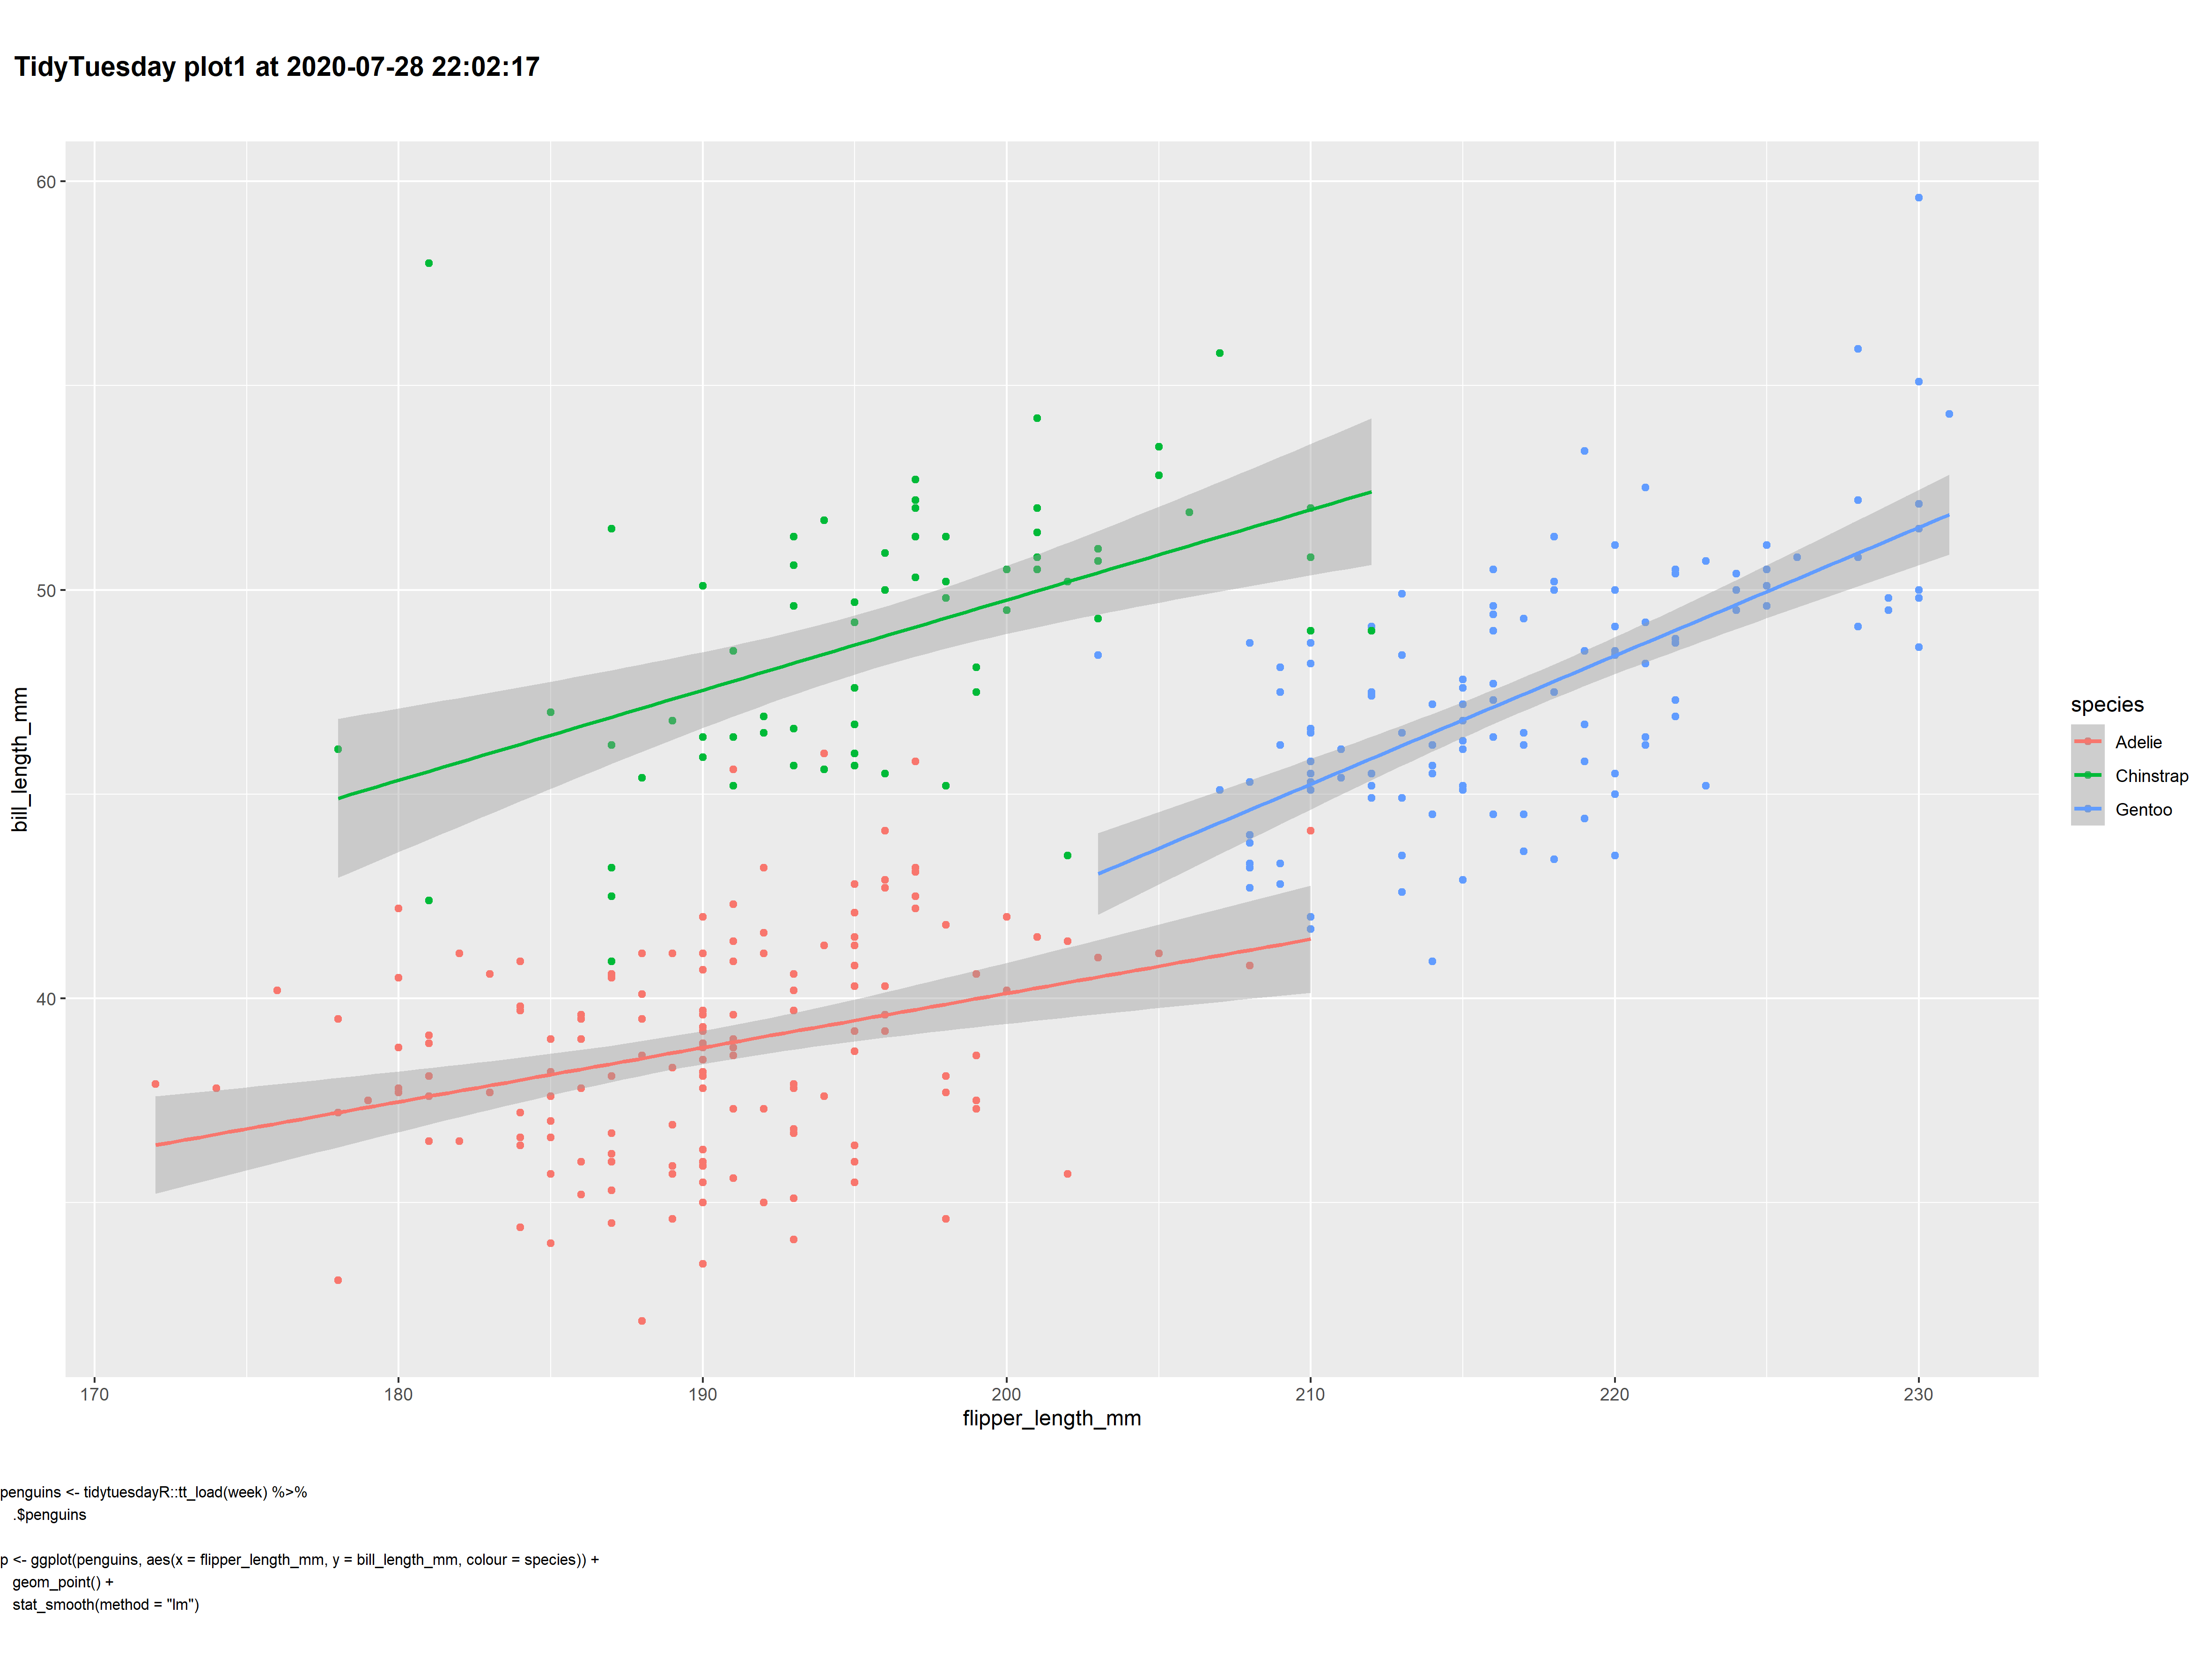 TidyTuesday plot1 at 2020-07-28 22:02:17
60
50
40
bill_length_mm
170 180 190 200 210 220 230
flipper_length_mm
species
Adelie
Chinstrap
Gentoo
penguins <- tidytuesdayR::tt_load(week) %>%
.$penguins
p <- ggplot(penguins, aes(x = flipper_length_mm, y = bill_length_mm, colour = species)) +
geom_point() +
stat_smooth(method = "lm")